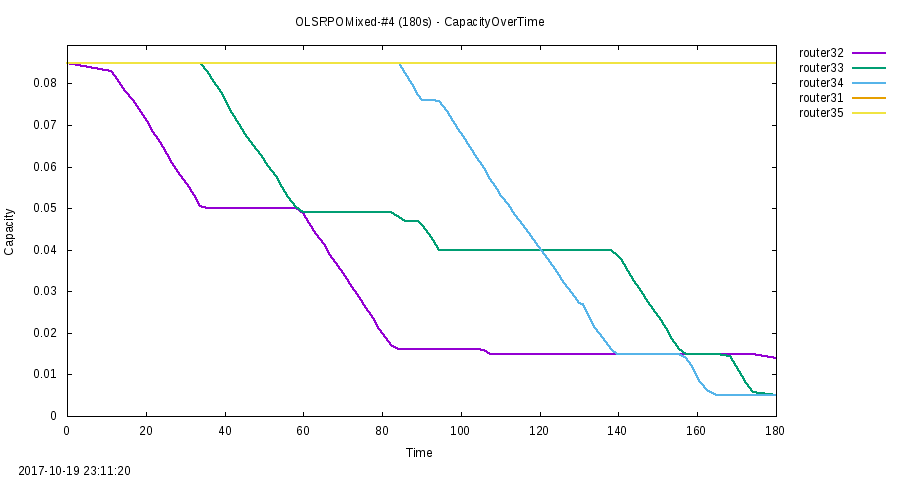 OLSRPOMixed-#4 (180s) - CapacityOverTime
router32
router33
router34
router31
router35
0.08
0.07
0.06
0.05
0.04
0.03
0.02
0.01
0
Capacity
0 20 40 60 80 100 120 140 160 180
Time
2017-10-19 23:11:20